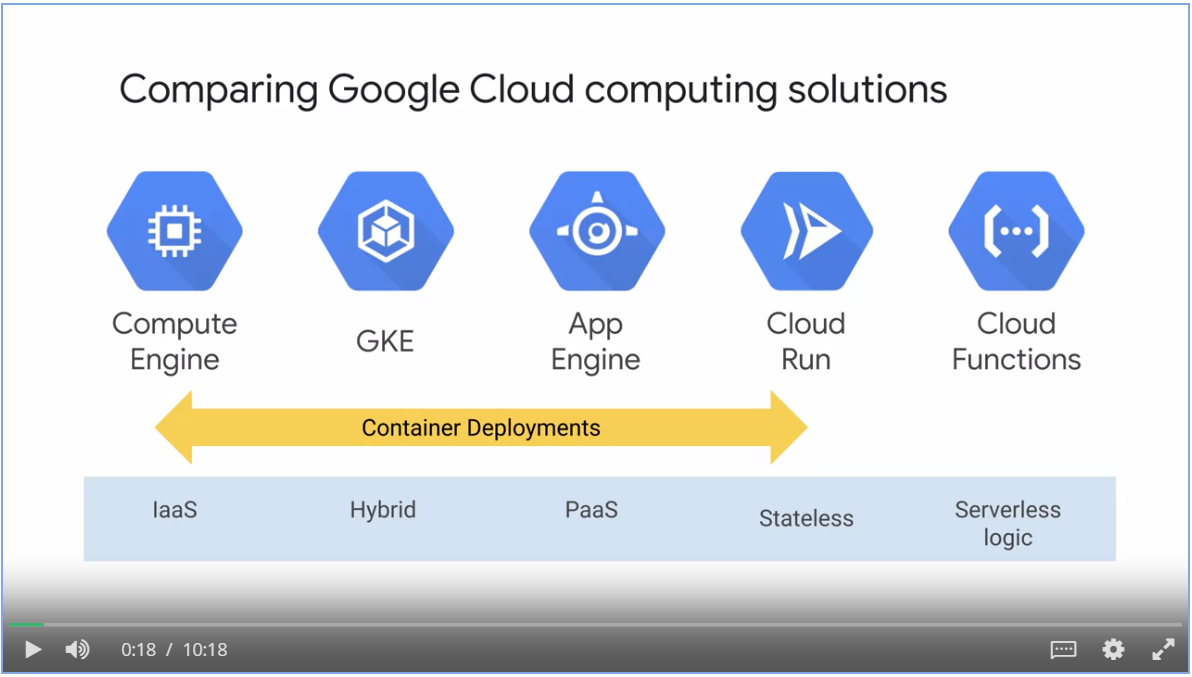 Comparing Google Cloud computing solutions
Compute
Engine
GKE
App
Engine
Cloud
Run
Cloud
Functions
Container Deployments
IaaS
Hybrid
PaaS
Stateless
Serverless
logic
0:18 / 10:18